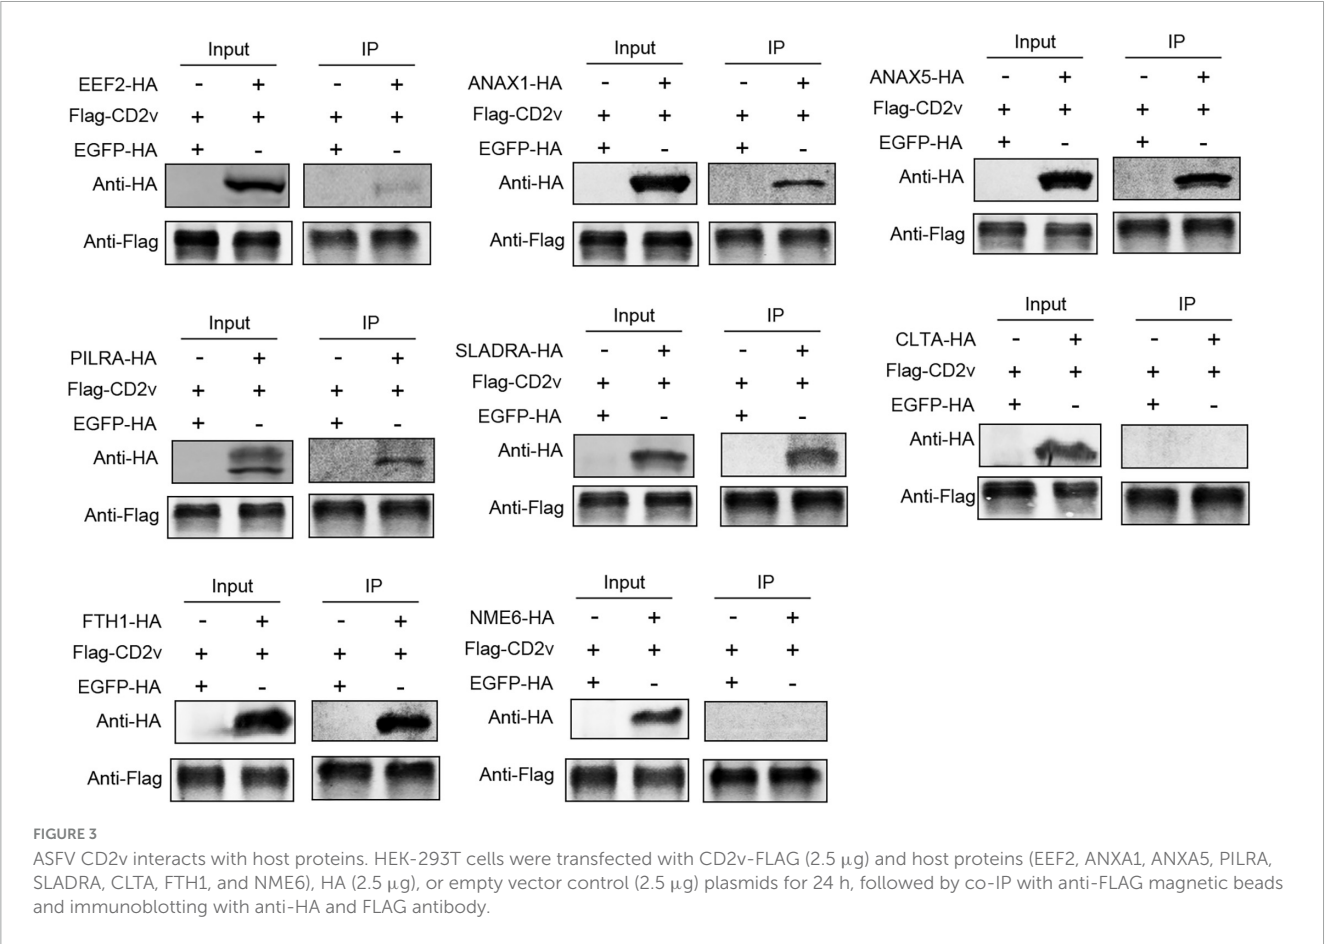 Input IP
EEF2-HA - + - +
Flag-CD2v + + + +
EGFP-HA + - + -
Anti-HA
Anti-Flag
Input IP
ANAX1-HA - + - +
Flag-CD2v + + + +
EGFP-HA + - + -
Anti-HA
Anti-Flag
Input IP
ANAX5-HA - + - +
Flag-CD2v + + + +
EGFP-HA + - + -
Anti-HA
Anti-Flag
Input IP
PILRA-HA - + - +
Flag-CD2v + + + +
EGFP-HA + - + -
Anti-HA
Anti-Flag
Input IP
SLADRA-HA - + - +
Flag-CD2v + + + +
EGFP-HA + - + -
Anti-HA
Anti-Flag
Input IP
CLTA-HA - + - +
Flag-CD2v + + + +
EGFP-HA + - + -
Anti-HA
Anti-Flag
Input IP
FTH1-HA - + - +
Flag-CD2v + + + +
EGFP-HA + - + -
Anti-HA
Anti-Flag
Input IP
NME6-HA - + - +
Flag-CD2v + + + +
EGFP-HA + - + -
Anti-HA
Anti-Flag
FIGURE 3
ASFV CD2v interacts with host proteins. HEK-293T cells were transfected with CD2v-FLAG (2.5 μg) and host proteins (EEF2, ANXA1, ANXA5, PILRA,
SLADRA, CLTA, FTH1, and NME6), HA (2.5 μg), or empty vector control (2.5 μg) plasmids for 24 h, followed by co-IP with anti-FLAG magnetic beads
and immunoblotting with anti-HA and FLAG antibody.